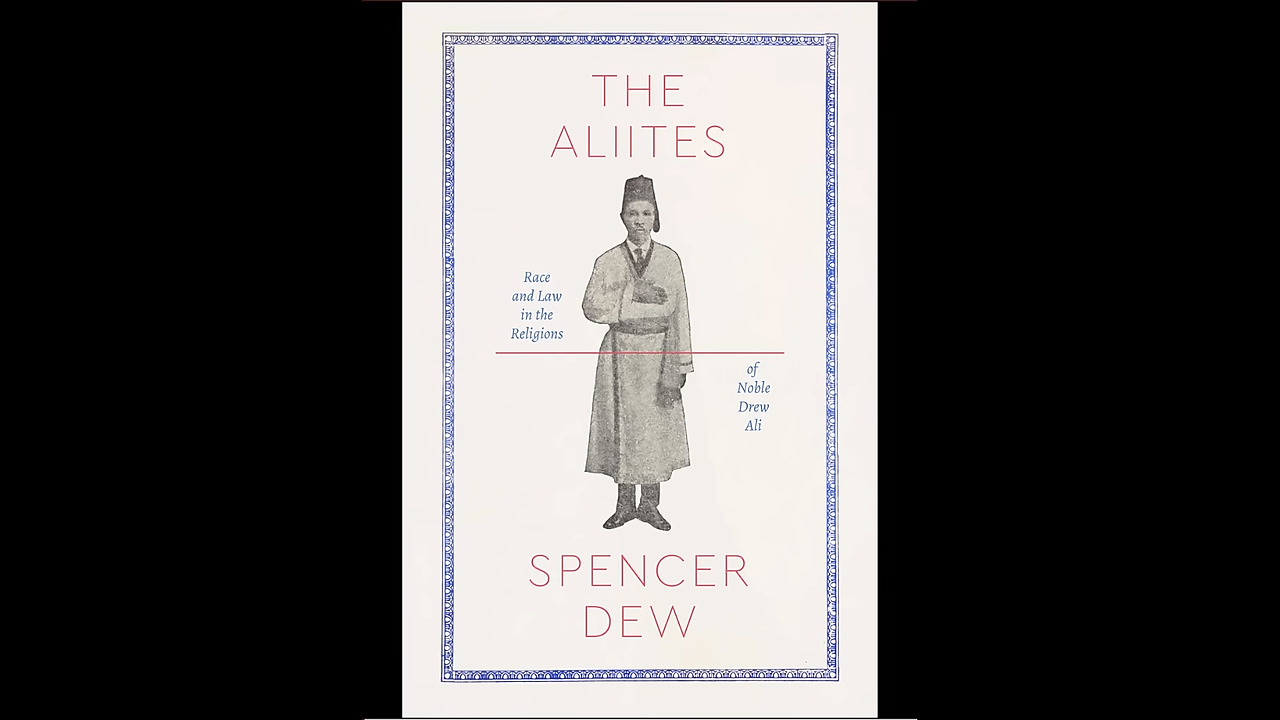 THE
ALIITES
Race
and Law
in the
Religions
of
Noble
Drew
Ali
SPENCER
DEW